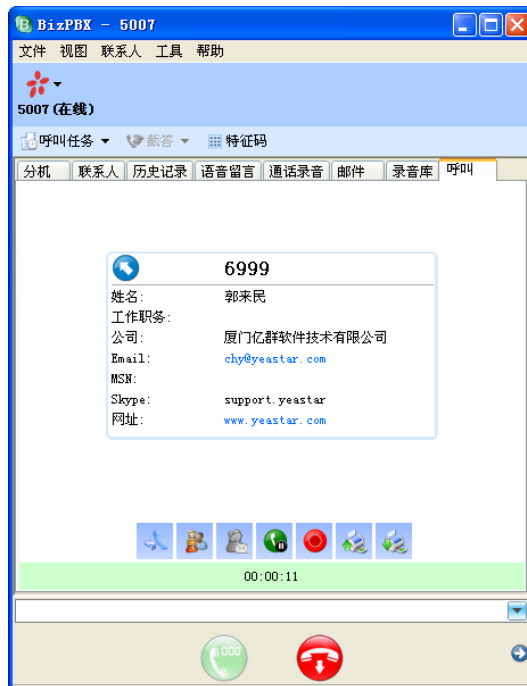 BizPBX - 5007
文件 视图 联系人 工具 帮助
5007 (在线)
呼叫任务 截答 特征码
分机 联系人 历史记录 语音留言 通话录音 邮件 录音库 呼叫
6999
姓名: 郭来民
工作职务:
公司: 厦门亿群软件技术有限公司
Email: chy@yeastar.com
MSN:
Skype: support.yeastar
网址: www.yeastar.com
00:00:11